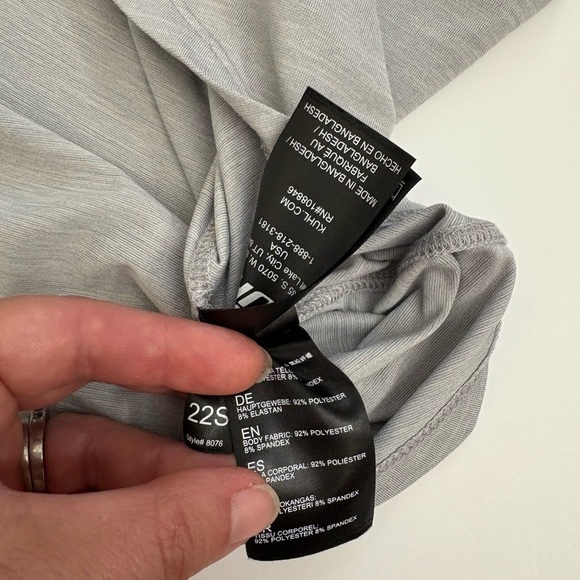 MADE IN BANGLADESH/
FABRIQUÉ AU
BANGLADESH /
HECHO EN BANGLADESH
KUHL.COM
RN#108846
1-888-218-3181
USA
Lake City, UT
S. 5070 W
22S
Style# 8076
8%
DE
HAUPTGEWEBE: 92% POLYESTER
8% ELASTAN
EN
BODY FABRIC: 92% POLYESTER
8% SPANDEX
ES
CORPORAL: 92% POLIÉSTER
8% SPANDEX
8% SPANDEX
TISSU CORPOREL:
92% POLYESTER 8% SPANDEX